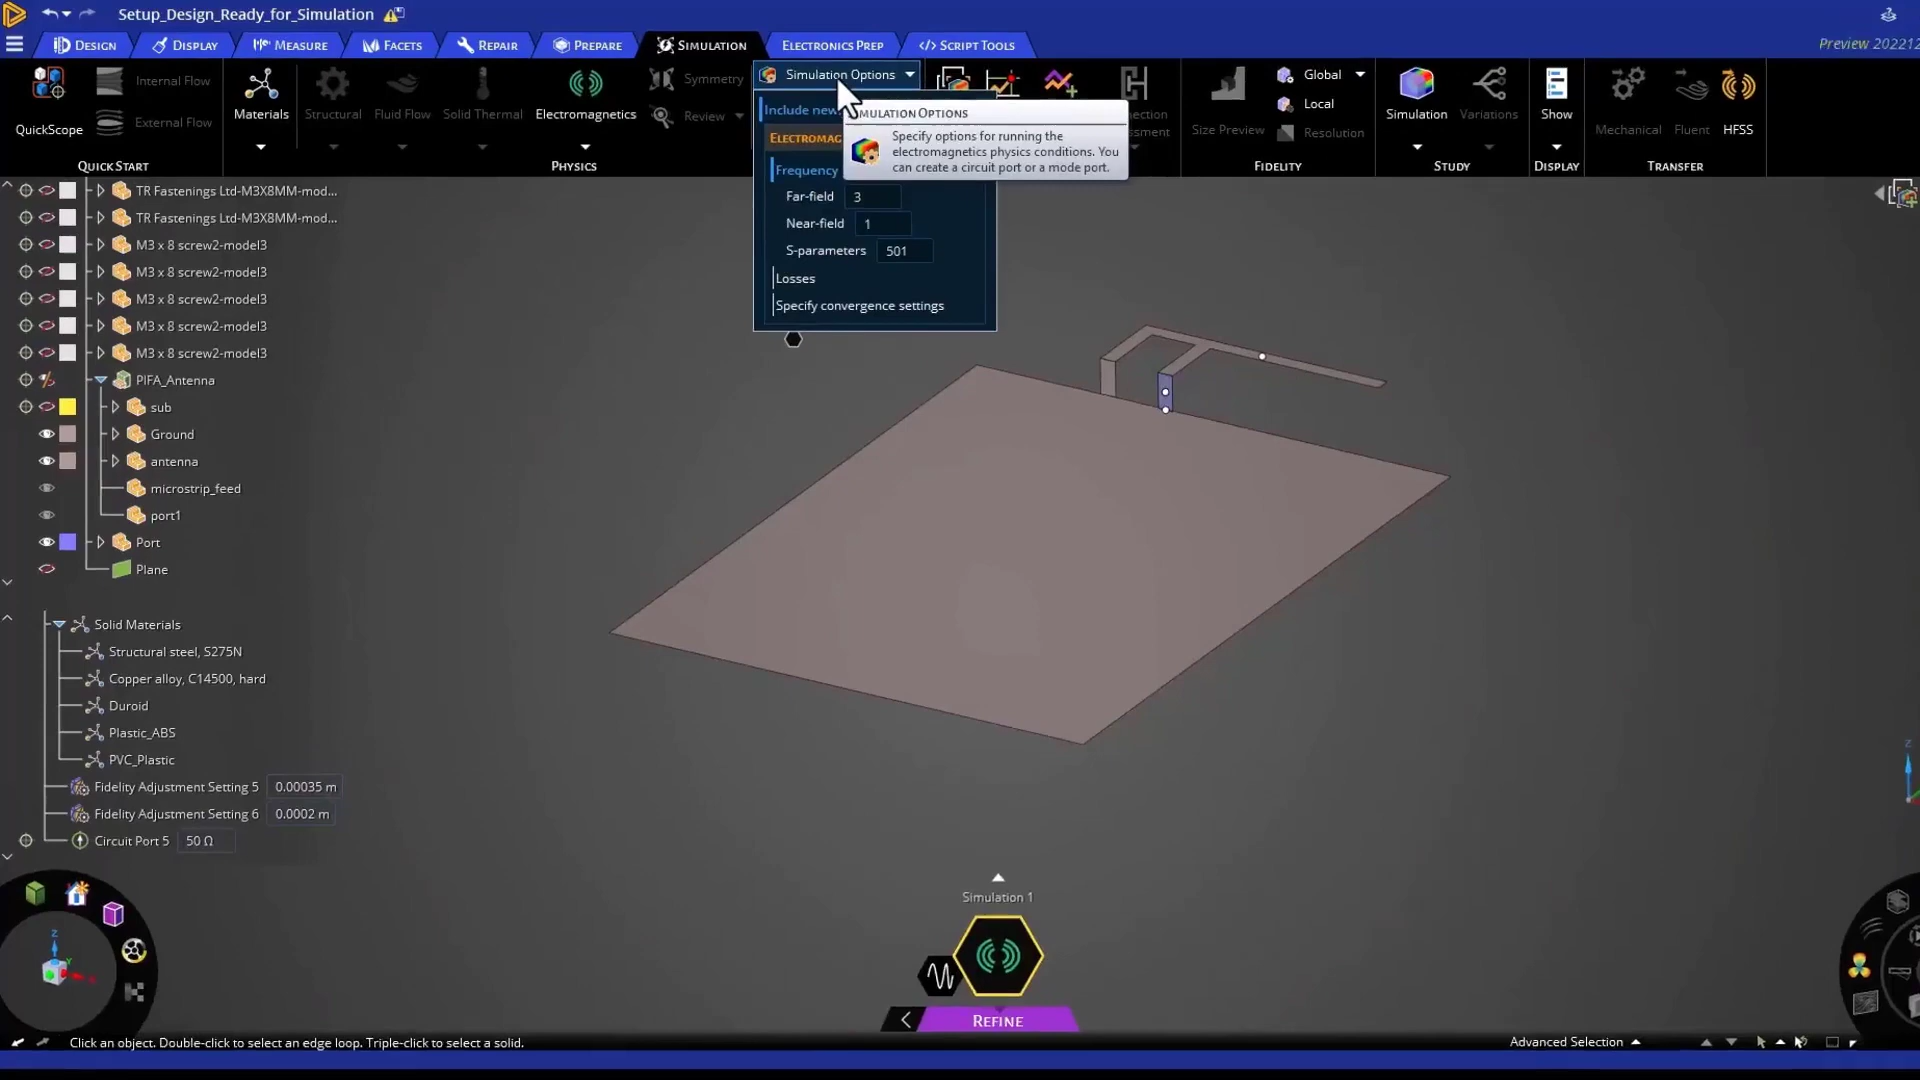 Setup_Design_Ready_for_Simulation
Preview 202212
DESIGN
DISPLAY
MEASURE
FACETS
REPAIR
PREPARE
SIMULATION
ELECTRONICS PREP
</> SCRIPT TOOLS
QuickScope
Internal Flow
External Flow
QUICKSTART
Materials
Structural
Fluid Flow
Solid Thermal
Electromagnetics
Symmetry
Review
PHYSICS
Simulation Options
Include new
ELECTROMAG
Frequency
Far-field 3
Near-field 1
S-parameters 501
Losses
Specify convergence settings
SIMULATION OPTIONS
Specify options for running the
electromagnetics physics conditions. You
can create a circuit port or a mode port.
Size Preview
Global
Local
Resolution
FIDELITY
Simulation
Variations
Show
STUDY
Mechanical
Fluent
HFSS
TRANSFER
TR Fastenings Ltd-M3X8MM-mod...
TR Fastenings Ltd-M3X8MM-mod...
M3 x 8 screw2-model3
M3 x 8 screw2-model3
M3 x 8 screw2-model3
M3 x 8 screw2-model3
M3 x 8 screw2-model3
PIFA_Antenna
sub
Ground
antenna
microstrip_feed
port1
Port
Plane
Solid Materials
Structural steel, S275N
Copper alloy, C14500, hard
Duroid
Plastic_ABS
PVC_Plastic
Fidelity Adjustment Setting 5 0.00035 m
Fidelity Adjustment Setting 6 0.0002 m
Circuit Port 5 50 Ω
Simulation 1
REFINE
Z
Y
Z
Click an object. Double-click to select an edge loop. Triple-click to select a solid.
Advanced Selection